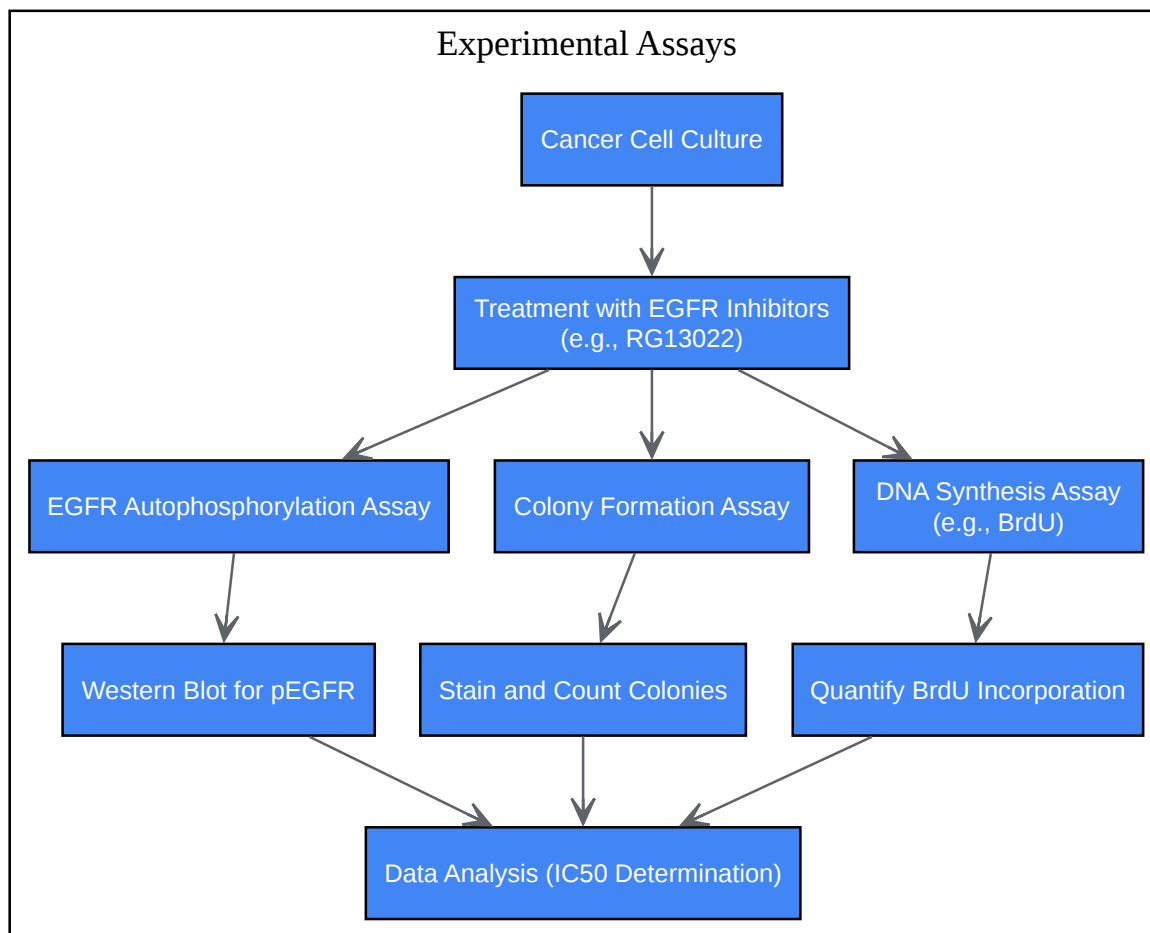 Experimental Assays
Cancer Cell Culture
Treatment with EGFR Inhibitors
(e.g., RG13022)
EGFR Autophosphorylation Assay
Colony Formation Assay
DNA Synthesis Assay
(e.g., BrdU)
Western Blot for pEGFR
Stain and Count Colonies
Quantify BrdU Incorporation
Data Analysis (IC50 Determination)